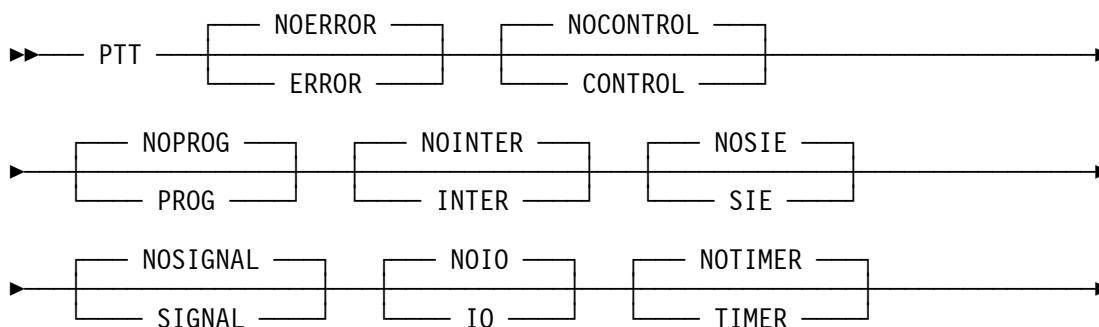 NOERROR NOCONTROL
PTT
ERROR CONTROL
NOPROG NOINTER NOSIE
PROG INTER SIE
NOSIGNAL NOIO NOTIMER
SIGNAL IO TIMER